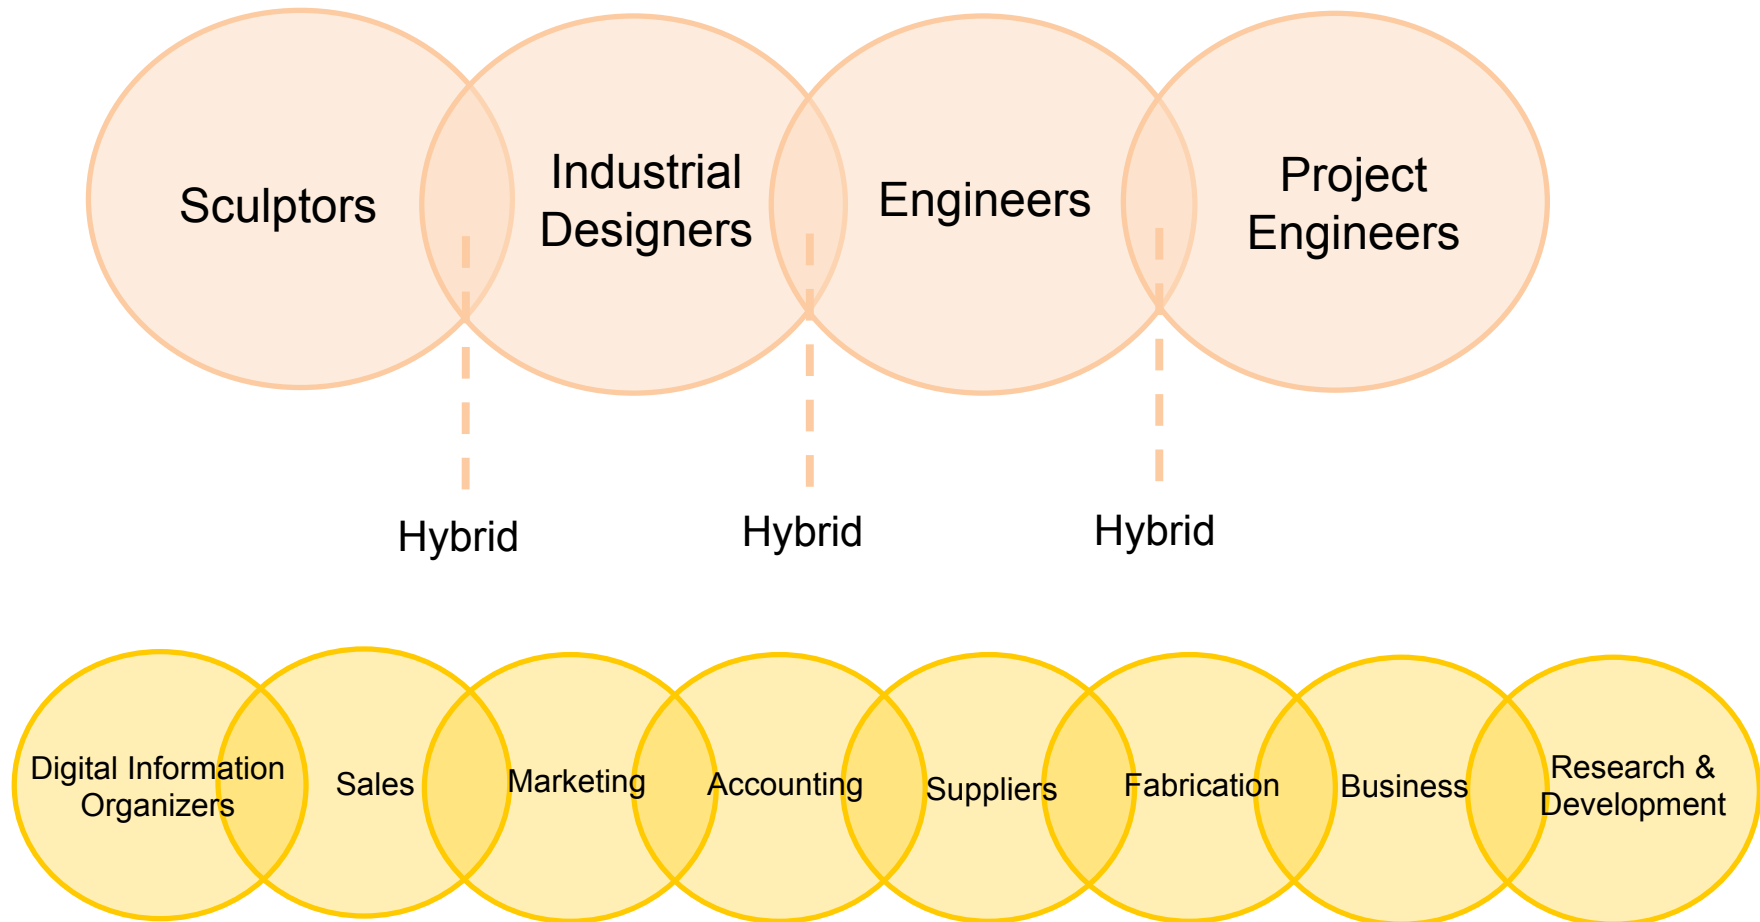 Sculptors
Industrial
Designers
Engineers
Project
Engineers
Hybrid
Hybrid
Hybrid
Digital Information
Organizers
Sales
Marketing
Accounting
Suppliers
Fabrication
Business
Research &
Development